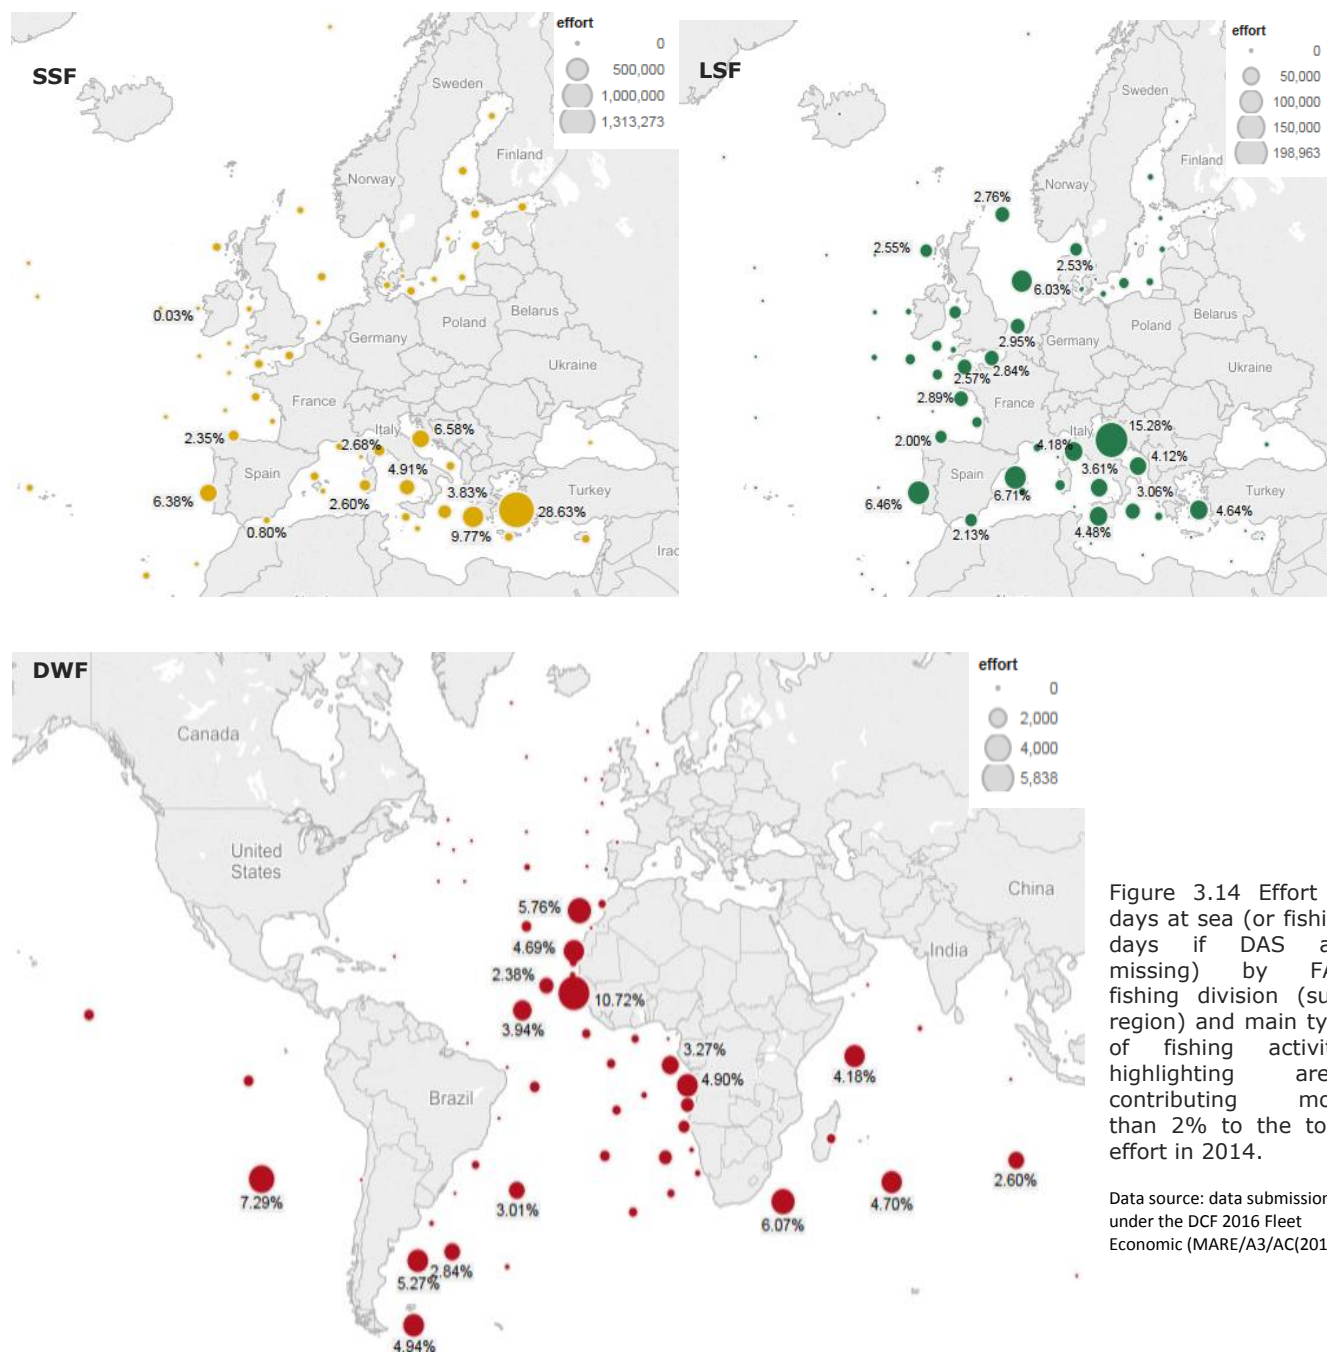 SSF
effort
0
500,000
1,000,000
1,313,273
Sweden
Finland
Norway
Belarus
Poland
Germany
Ukraine
France
Italy
Spain
Turkey
Iraq
0.03%
2.35%
2.68%
6.58%
4.91%
6.38%
2.60%
3.83%
28.63%
0.80%
9.77%
LSF
effort
0
50,000
100,000
150,000
198,963
Sweden
Finland
Norway
2.76%
2.55%
2.53%
6.03%
Belarus
Poland
2.95%
Germany
2.84%
2.57%
Ukraine
2.89%
France
15.28%
Italy
2.00%
4.18%
4.12%
3.61%
Spain
Turkey
6.71%
3.06%
6.46%
4.64%
2.13%
4.48%
DWF
effort
0
2,000
4,000
5,838
Canada
United
States
China
India
Brazil
5.76%
4.69%
2.38%
10.72%
3.94%
3.27%
4.90%
4.18%
7.29%
3.01%
6.07%
4.70%
2.60%
5.27%
2.84%
4.94%
Figure 3.14 Effort
days at sea (or fishi
days if DAS a
missing) by FA
fishing division (su
region) and main ty
of fishing activit
highlighting are
contributing mo
than 2% to the to
effort in 2014.
Data source: data submission
under the DCF 2016 Fleet
Economic (MARE/A3/AC(201